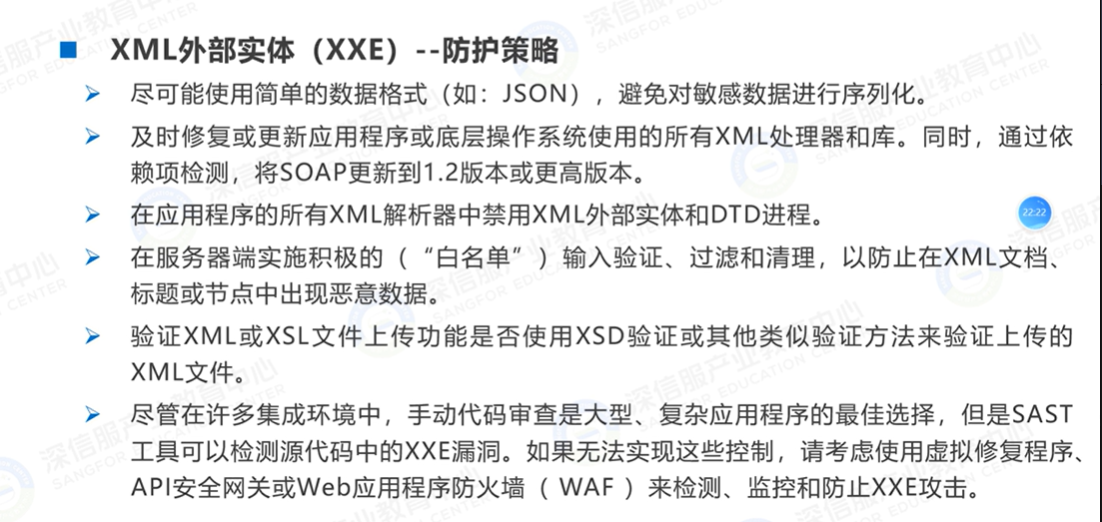 XML外部实体（XXE）--防护策略
尽可能使用简单的数据格式（如：JSON），避免对敏感数据进行序列化。
及时修复或更新应用程序或底层操作系统使用的所有XML处理器和库。同时，通过依
赖项检测，将SOAP更新到1.2版本或更高版本。
在应用程序的所有XML解析器中禁用XML外部实体和DTD进程。
22:22
在服务器端实施积极的（“白名单”）输入验证、过滤和清理，以防止在XML文档、
标题或节点中出现恶意数据。
验证XML或XSL文件上传功能是否使用XSD验证或其他类似验证方法来验证上传的
XML文件。
尽管在许多集成环境中，手动代码审查是大型、复杂应用程序的最佳选择，但是SAST
工具可以检测源代码中的XXE漏洞。如果无法实现这些控制，请考虑使用虚拟修复程序、
API安全网关或Web应用程序防火墙（ WAF ）来检测、监控和防止XXE攻击。
深信服产业教育中心
SANGFOR EDUCATION CENTER